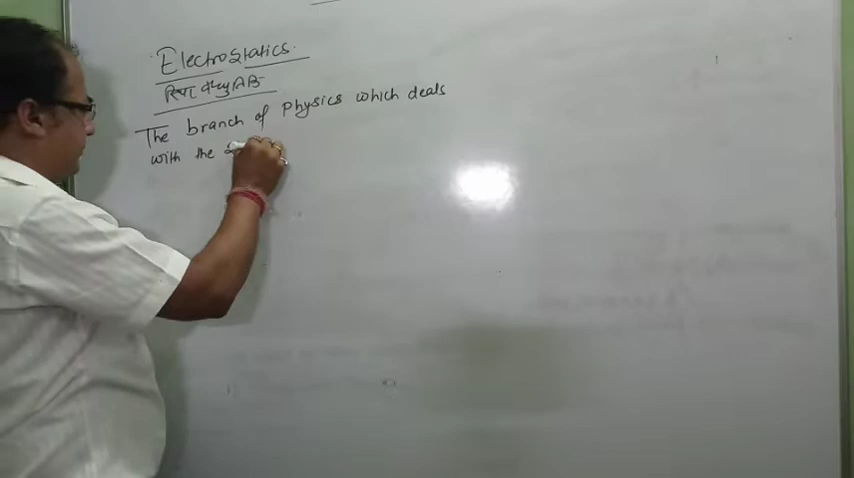 Electrostatics
The branch of physics which deals
with the